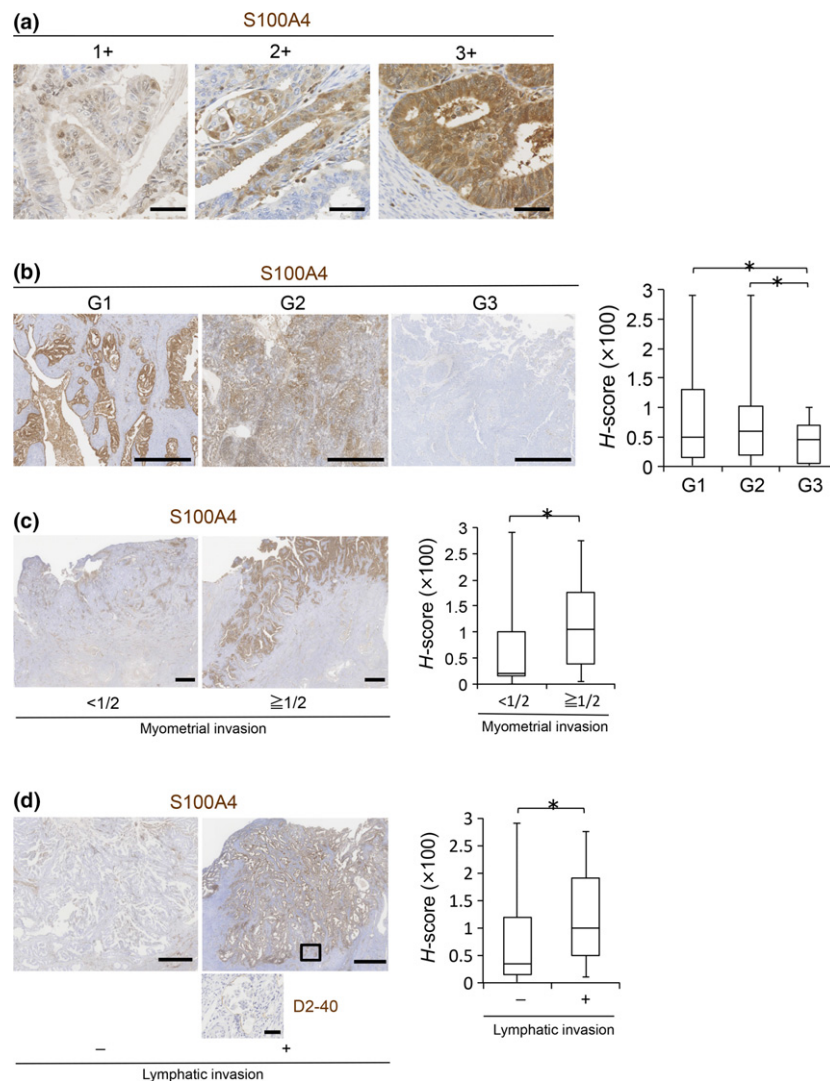 (a)
S100A4
1+ 2+ 3+
(b)
S100A4
G1 G2 G3
H-score (×100)
3
2.5
2
1.5
1
0.5
0
* *
G1 G2 G3
(c)
S100A4
<1/2 ≧1/2
Myometrial invasion
H-score (×100)
3
2.5
2
1.5
1
0.5
0
*
<1/2 ≧1/2
Myometrial invasion
(d)
S100A4
D2-40
– +
Lymphatic invasion
H-score (×100)
3
2.5
2
1.5
1
0.5
0
*
– +
Lymphatic invasion